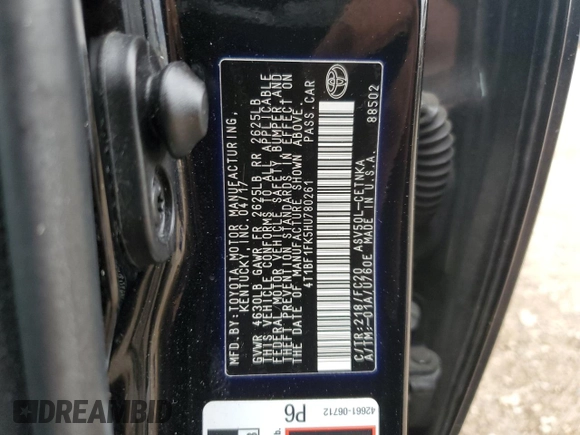 MFD.BY:TOYOTA MOTOR MANUFACTURING,
KENTUCKY, INC. 04/17
GVWR 4630LB GAWR FR 2625LB RR 2625LB
THIS VEHICLE CONFORMS TO ALL APPLICABLE
FEDERAL MOTOR VEHICLE SAFETY BUMPER, AND
THEFT PREVENTION STANDARDS IN EFFECT ON
THE DATE OF MANUFACTURE SHOWN ABOVE.
4T1BF1FK5HU780261 PASS.CAR
C/TR:218/FC20 ASV50L-CETNKA
A/TM:-01A/U760E MADE IN U.S.A.
88502
P6
42661-06712
DREAMBID